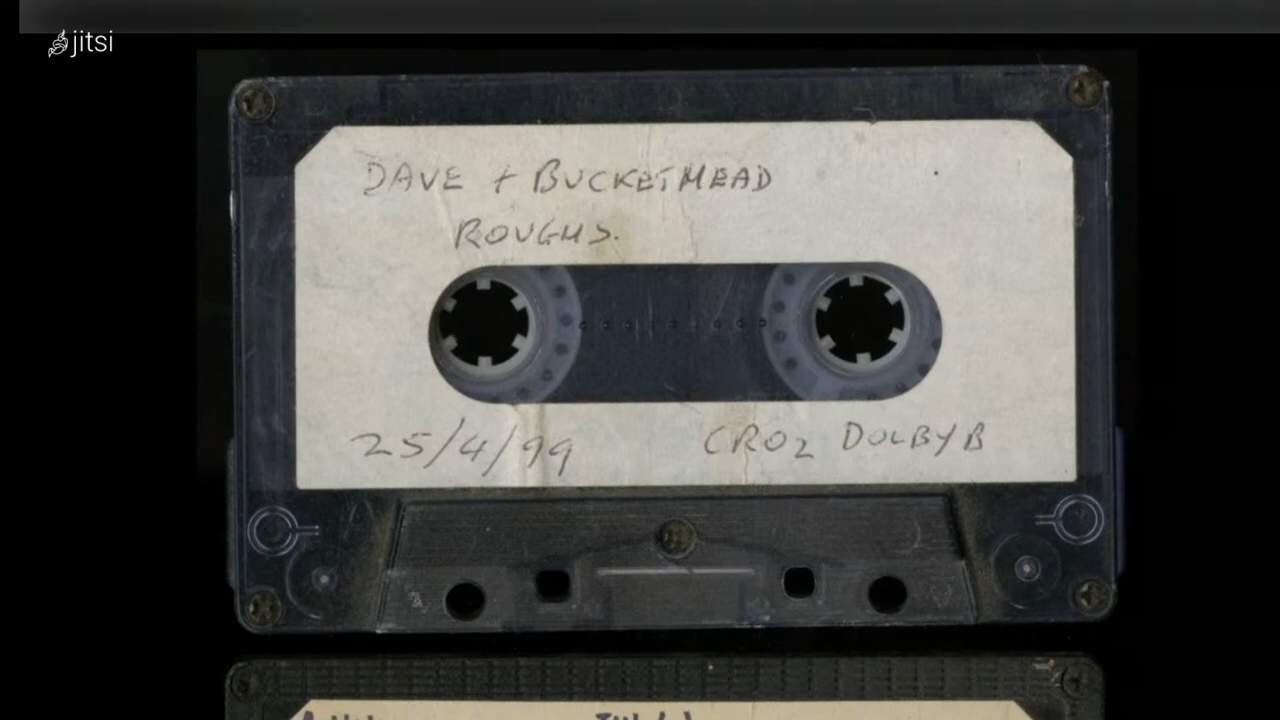 jitsi
DAVE + BUCKETHEAD
ROUGHS.
25/4/99
CRO2 DOLBY B